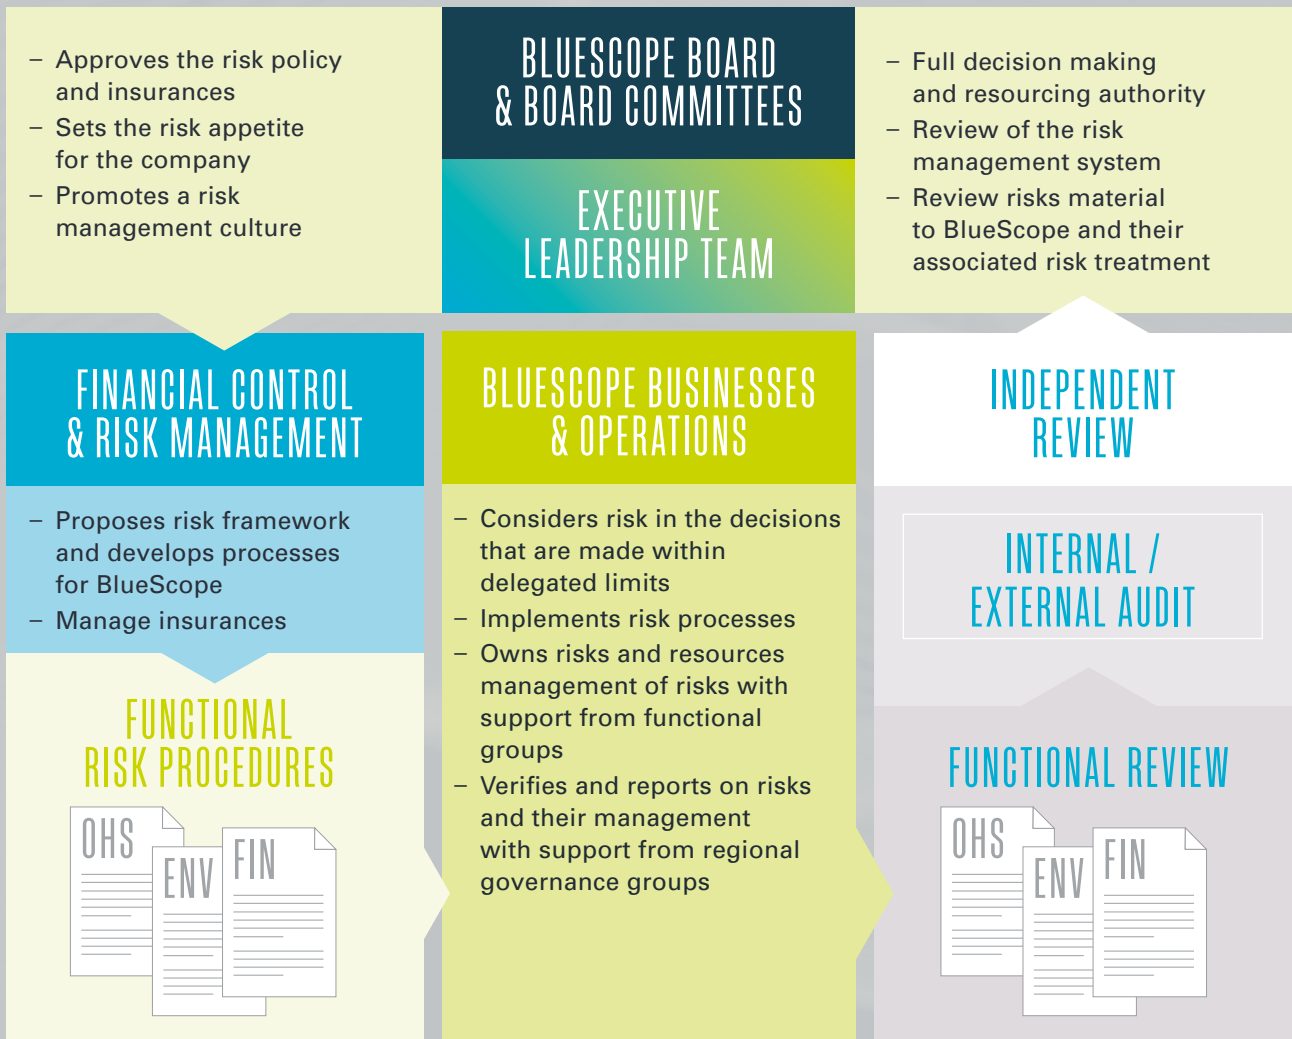 – Approves the risk policy
and insurances
– Sets the risk appetite
for the company
– Promotes a risk
management culture
BLUESCOPE BOARD
& BOARD COMMITTEES
EXECUTIVE
LEADERSHIP TEAM
– Full decision making
and resourcing authority
– Review of the risk
management system
– Review risks material
to BlueScope and their
associated risk treatment
FINANCIAL CONTROL
& RISK MANAGEMENT
– Proposes risk framework
and develops processes
for BlueScope
– Manage insurances
FUNCTIONAL
RISK PROCEDURES
OHS
ENV
FIN
BLUESCOPE BUSINESSES
& OPERATIONS
– Considers risk in the decisions
that are made within
delegated limits
– Implements risk processes
– Owns risks and resources
management of risks with
support from functional
groups
– Verifies and reports on risks
and their management
with support from regional
governance groups
INDEPENDENT
REVIEW
INTERNAL /
EXTERNAL AUDIT
FUNCTIONAL REVIEW
OHS
ENV
FIN